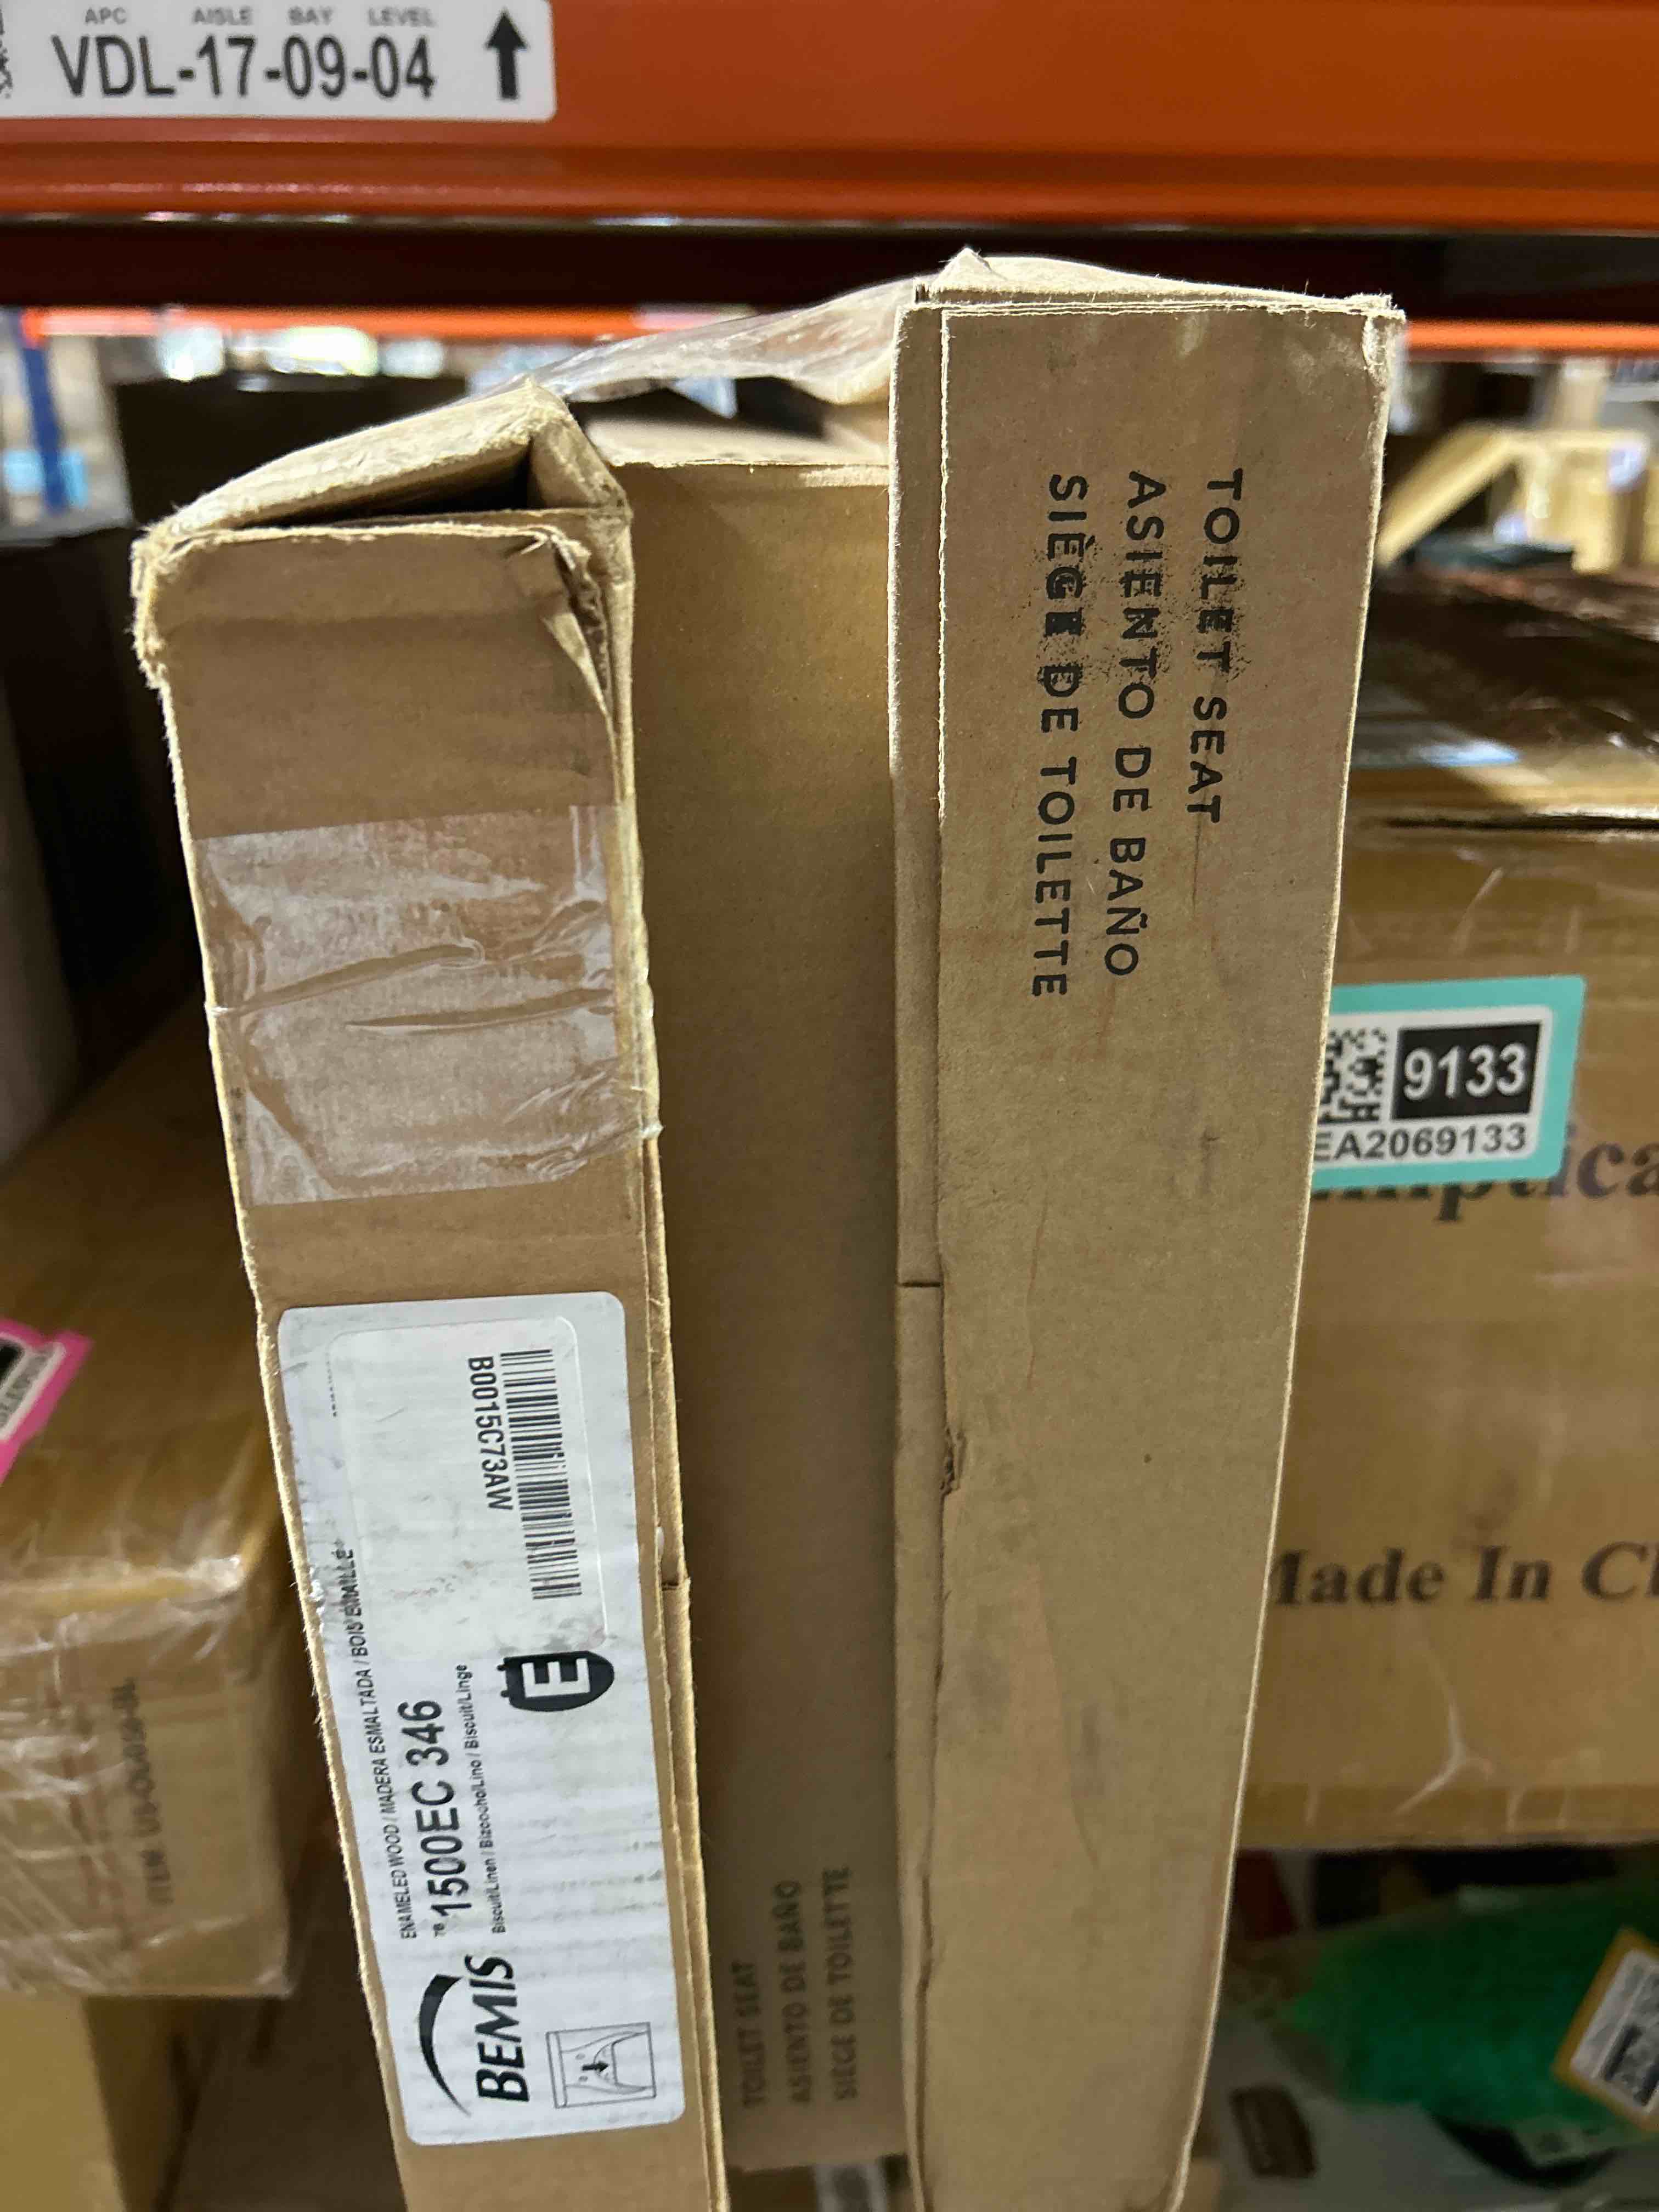 APC AISLE BAY LEVEL
VDL-17-09-04
TOILET SEAT
ASIENTO DE BAÑO
SIÈGE DE TOILETTE
9133
EA2069133
Made In
B0015C73AW
ENAMELED WOOD / MADERA ESMALTADA / BOIS ÉMAILLÉ
1500EC 346
Biscuit/Linen / Bizcocho/Lino / Biscuit/Linge
E
BEMIS
TOILET SEAT
ASIENTO DE BAÑO
SIÈGE DE TOILETTE